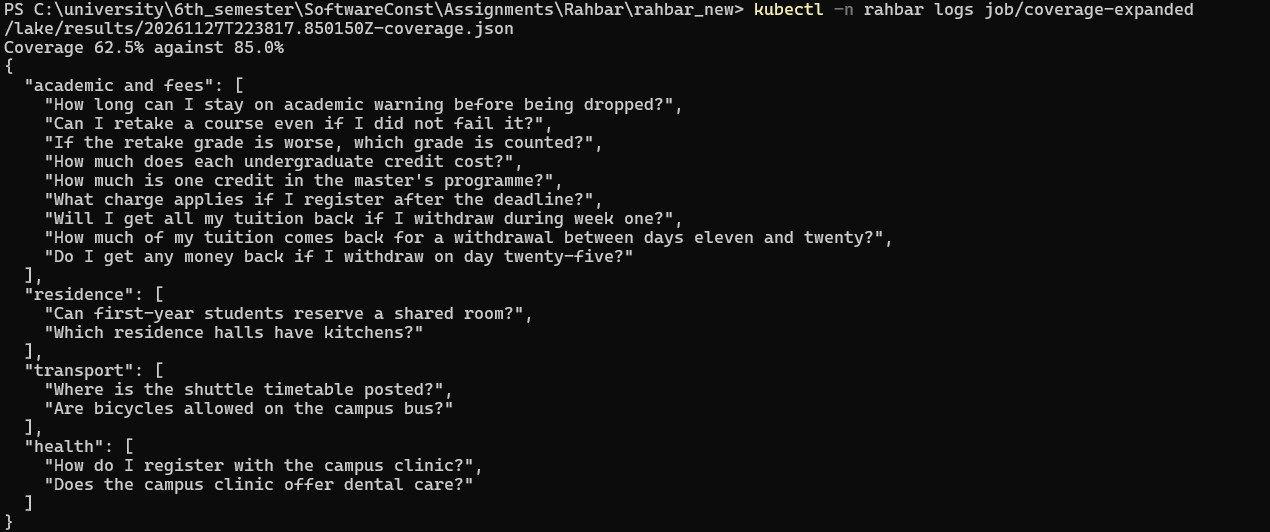 PS C:\university\6th_semester\SoftwareConst\Assignments\Rahbar\rahbar_new> kubectl -n rahbar logs job/coverage-expanded
/lake/results/20261127T223817.850150Z-coverage.json
Coverage 62.5% against 85.0%
{
  "academic and fees": [
    "How long can I stay on academic warning before being dropped?",
    "Can I retake a course even if I did not fail it?",
    "If the retake grade is worse, which grade is counted?",
    "How much does each undergraduate credit cost?",
    "How much is one credit in the master's programme?",
    "What charge applies if I register after the deadline?",
    "Will I get all my tuition back if I withdraw during week one?",
    "How much of my tuition comes back for a withdrawal between days eleven and twenty?",
    "Do I get any money back if I withdraw on day twenty-five?"
  ],
  "residence": [
    "Can first-year students reserve a shared room?",
    "Which residence halls have kitchens?"
  ],
  "transport": [
    "Where is the shuttle timetable posted?",
    "Are bicycles allowed on the campus bus?"
  ],
  "health": [
    "How do I register with the campus clinic?",
    "Does the campus clinic offer dental care?"
  ]
}